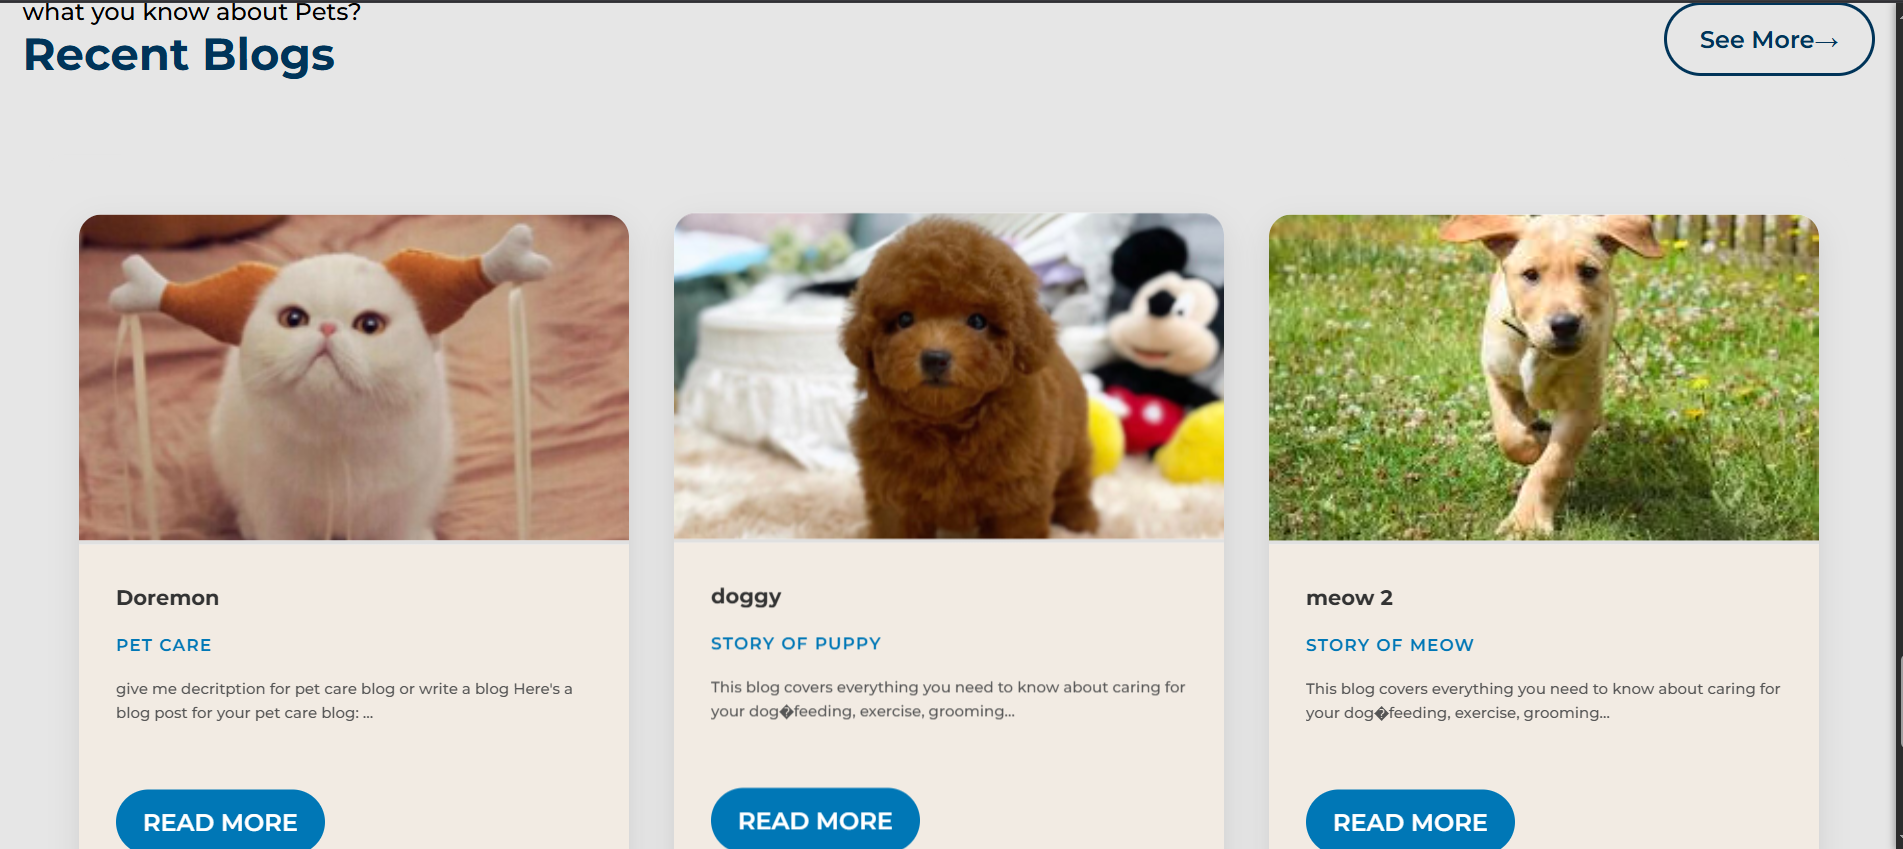 what you know about Pets?
Recent Blogs
See More→
Doremon
PET CARE
give me decritption for pet care blog or write a blog Here's a
blog post for your pet care blog: ...
READ MORE
doggy
STORY OF PUPPY
This blog covers everything you need to know about caring for
your dog�feeding, exercise, grooming...
READ MORE
meow 2
STORY OF MEOW
This blog covers everything you need to know about caring for
your dog�feeding, exercise, grooming...
READ MORE